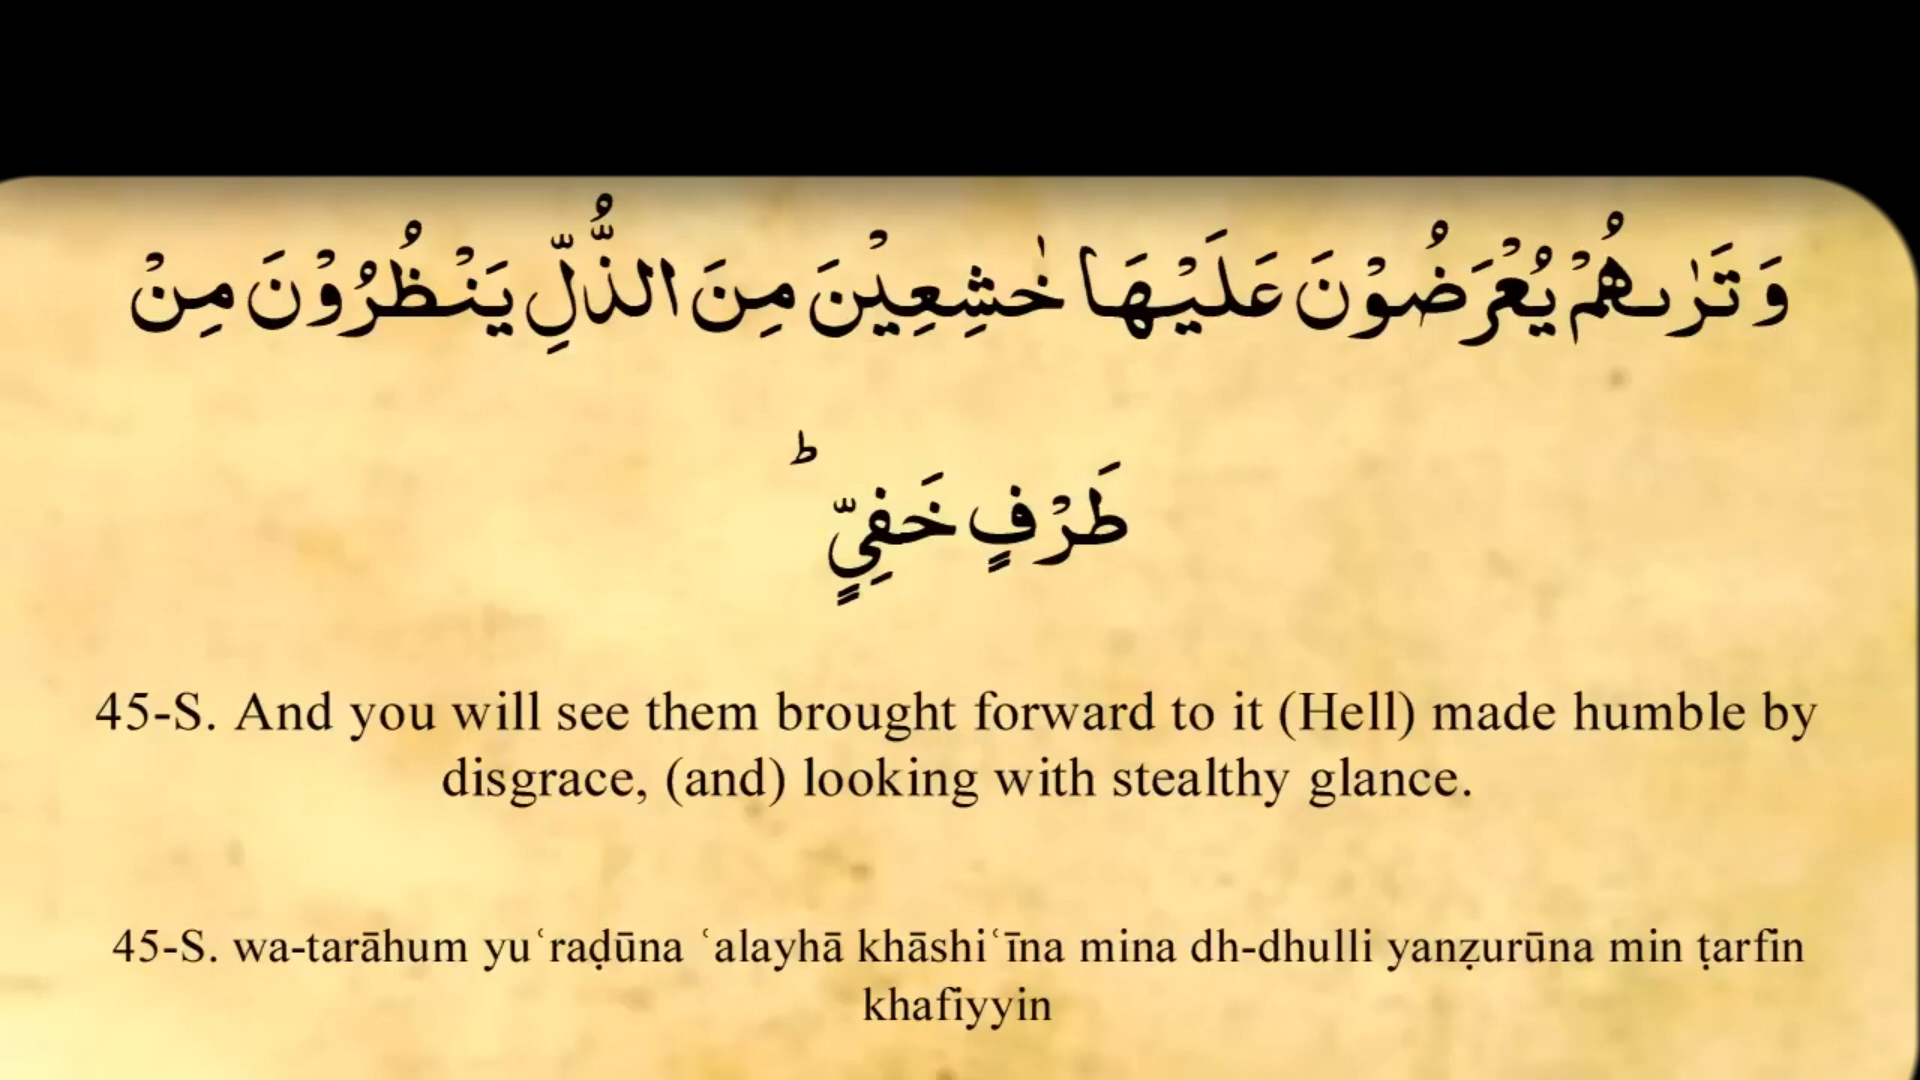 وَ تَرٰىهُمْ يُعْرَضُوْنَ عَلَيْهَا خٰشِعِيْنَ مِنَ الذُّلِّ يَنْظُرُوْنَ مِنْ
طَرْفٍ خَفِيٍّ ؕ
45-S. And you will see them brought forward to it (Hell) made humble by
disgrace, (and) looking with stealthy glance.
45-S. wa-tarāhum yuʿraḍūna ʿalayhā khāshiʿīna mina dh-dhulli yanẓurūna min ṭarfin
khafiyyin